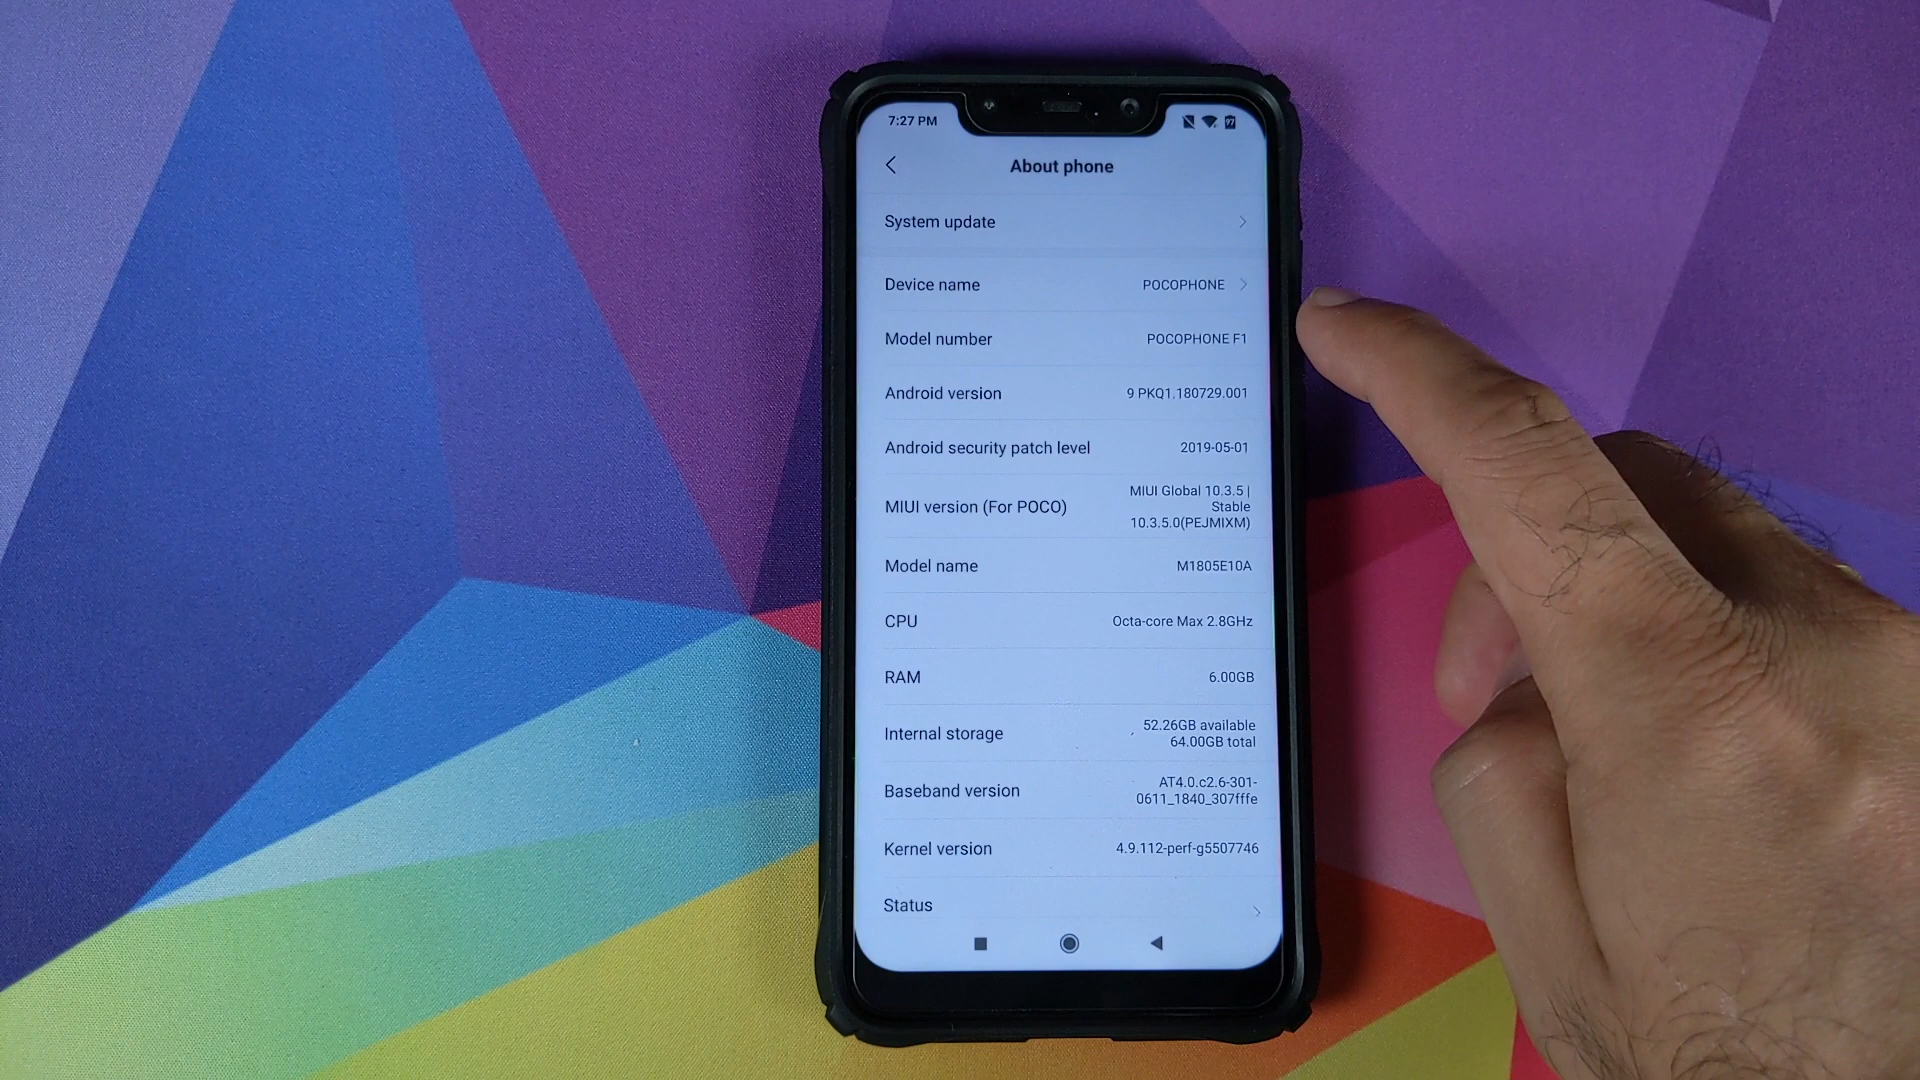 7:27 PM
97
About phone
System update
Device name POCOPHONE
Model number POCOPHONE F1
Android version 9 PKQ1.180729.001
Android security patch level 2019-05-01
MIUI version (For POCO) MIUI Global 10.3.5 |
Stable
10.3.5.0(PEJMIXM)
Model name M1805E10A
CPU Octa-core Max 2.8GHz
RAM 6.00GB
Internal storage 52.26GB available
64.00GB total
Baseband version AT4.0.c2.6-301-
0611_1840_307fffe
Kernel version 4.9.112-perf-g5507746
Status